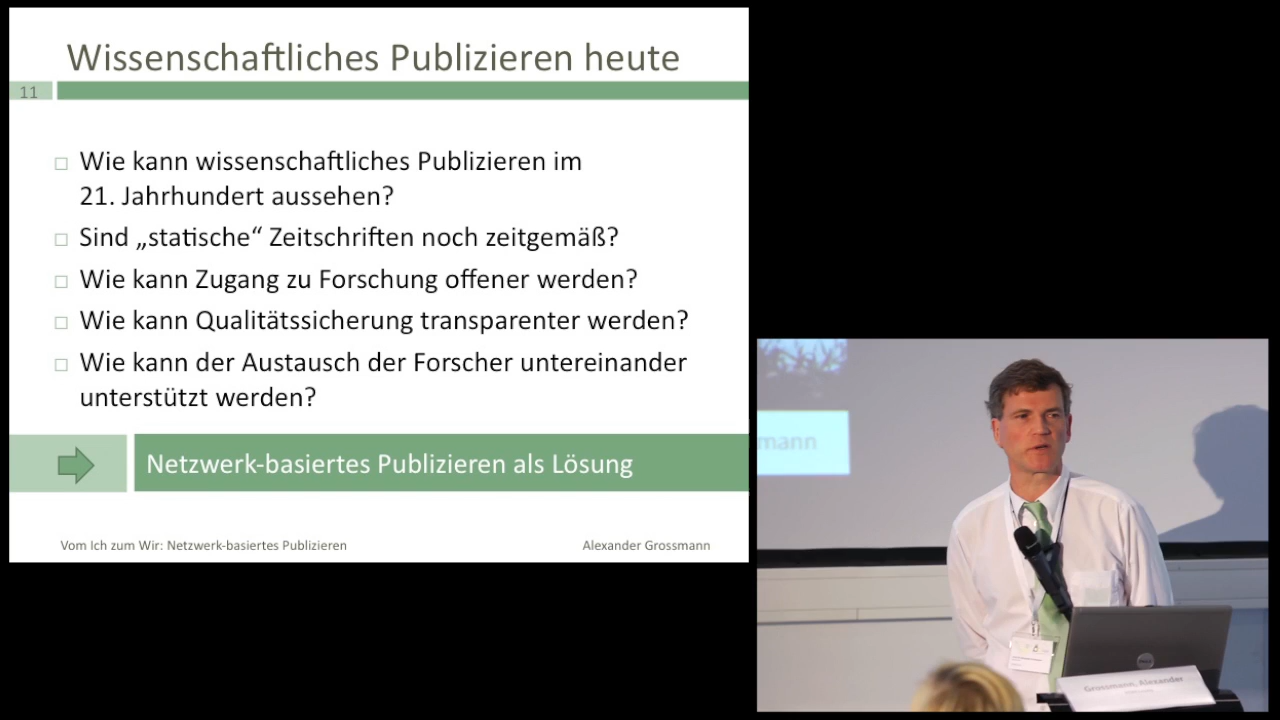 Wissenschaftliches Publizieren heute
11
Wie kann wissenschaftliches Publizieren im
21. Jahrhundert aussehen?
Sind „statische“ Zeitschriften noch zeitgemäß?
Wie kann Zugang zu Forschung offener werden?
Wie kann Qualitätssicherung transparenter werden?
Wie kann der Austausch der Forscher untereinander
unterstützt werden?
Netzwerk-basiertes Publizieren als Lösung
Vom Ich zum Wir: Netzwerk-basiertes Publizieren
Alexander Grossmann
mann
DELL
Grossmann, Alexander